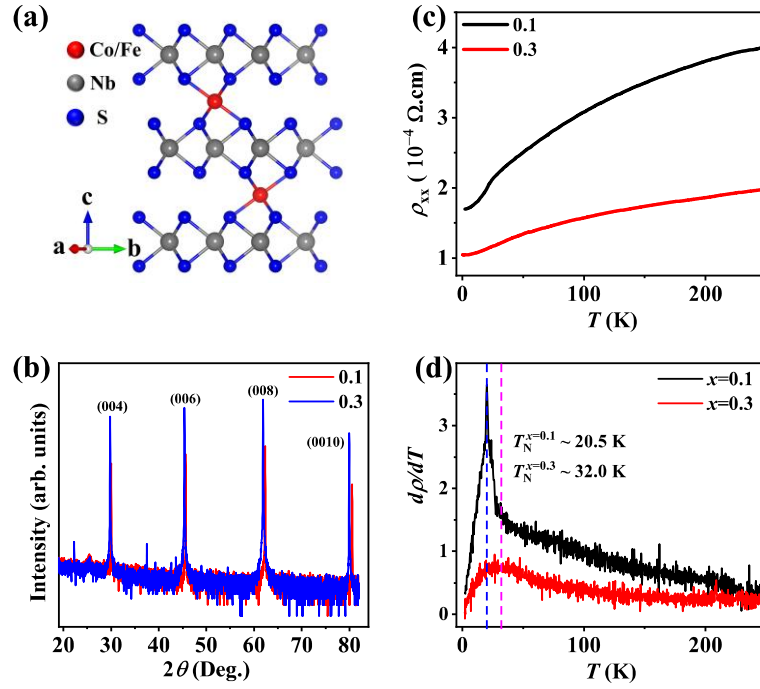 (a)
Co/Fe
Nb
S
c
a
b
(c)
0.1
0.3
4
3
2
1
ρxx ( 10⁻⁴ Ω.cm)
0
100
200
T (K)
(b)
0.1
0.3
(004)
(006)
(008)
(0010)
Intensity (arb. units)
20
30
40
50
60
70
80
2θ (Deg.)
(d)
x=0.1
x=0.3
T_N^x=0.1 ~ 20.5 K
T_N^x=0.3 ~ 32.0 K
3
2
1
0
dρ/dT
0
100
200
T (K)